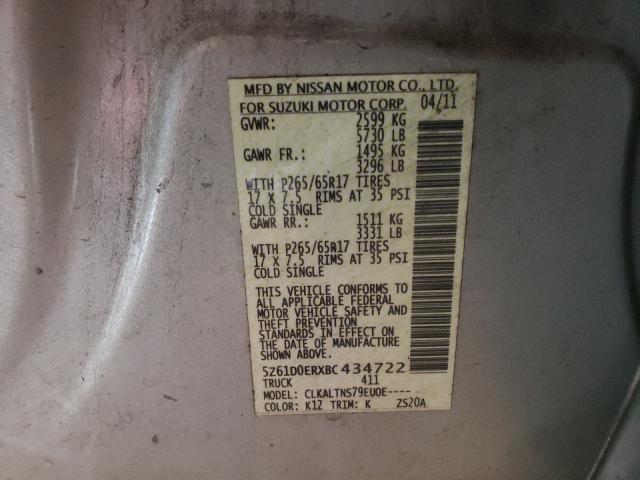 MFD BY NISSAN MOTOR CO., LTD.
FOR SUZUKI MOTOR CORP. 04/11
GVWR: 2599 KG
5730 LB
GAWR FR.: 1495 KG
3296 LB
WITH P265/65R17 TIRES
17 X 7.5 RIMS AT 35 PSI
COLD SINGLE
GAWR RR.: 1511 KG
3331 LB
WITH P265/65R17 TIRES
17 X 7.5 RIMS AT 35 PSI
COLD SINGLE
THIS VEHICLE CONFORMS TO
ALL APPLICABLE FEDERAL
MOTOR VEHICLE SAFETY AND
THEFT PREVENTION
STANDARDS IN EFFECT ON
THE DATE OF MANUFACTURE
SHOWN ABOVE.
5Z61D0ERXBC434722
TRUCK 411
MODEL: CLKALTNS79EUOE----
COLOR: K12 TRIM: K ZS20A